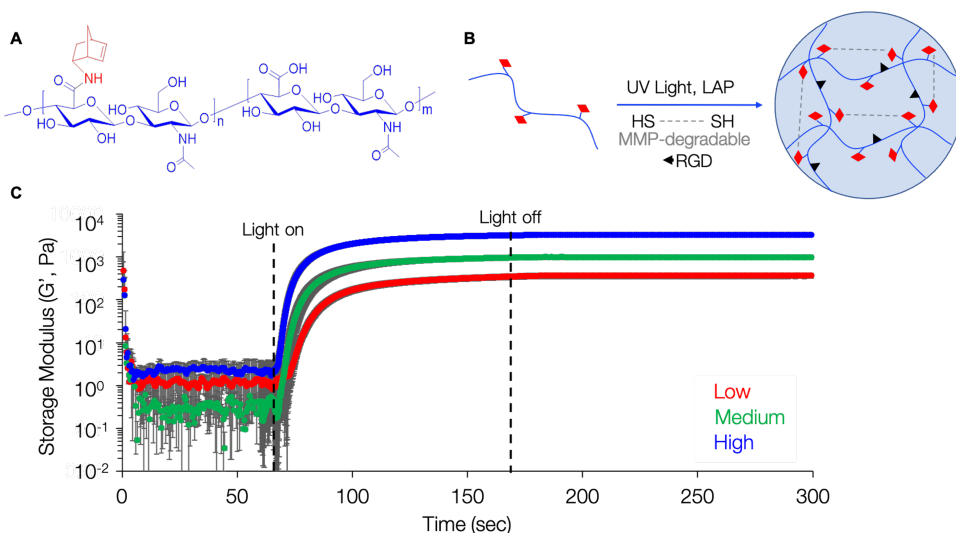 A
NH
O
OH
O
OH
O
OH
O
HO
O
HO
O
O
HO
O
HO
O
OH
NH
n
OH
NH
m
O
O
B
UV Light, LAP
HS SH
MMP-degradable
RGD
C
Storage Modulus (G', Pa)
10⁴
10³
10²
10¹
10⁰
10⁻¹
10⁻²
Light on
Light off
Low
Medium
High
0 50 100 150 200 250 300
Time (sec)